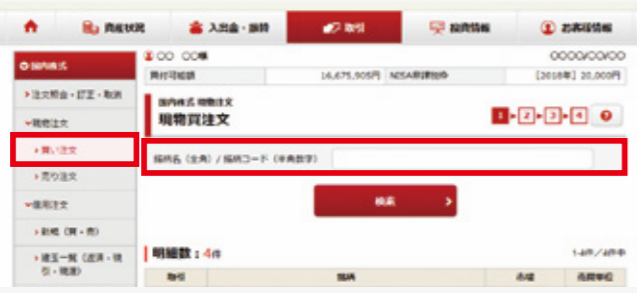 資産状況
入出金・振替
取引
投資情報
お客様情報
国内株式
○○ ○○様
0000/00/00
買付可能額
16,675,905円
NISA非課税枠
[2018年] 20,000円
注文照会・訂正・取消
現物注文
買い注文
売り注文
信用注文
新規(買・売)
建玉一覧(返済・現引・現渡)
国内株式 現物注文
現物買注文
1
2
3
4
?
銘柄名(全角)/ 銘柄コード(半角数字)
検索
明細数:4件
1-4件/4件中
取引
銘柄
市場
売買単位